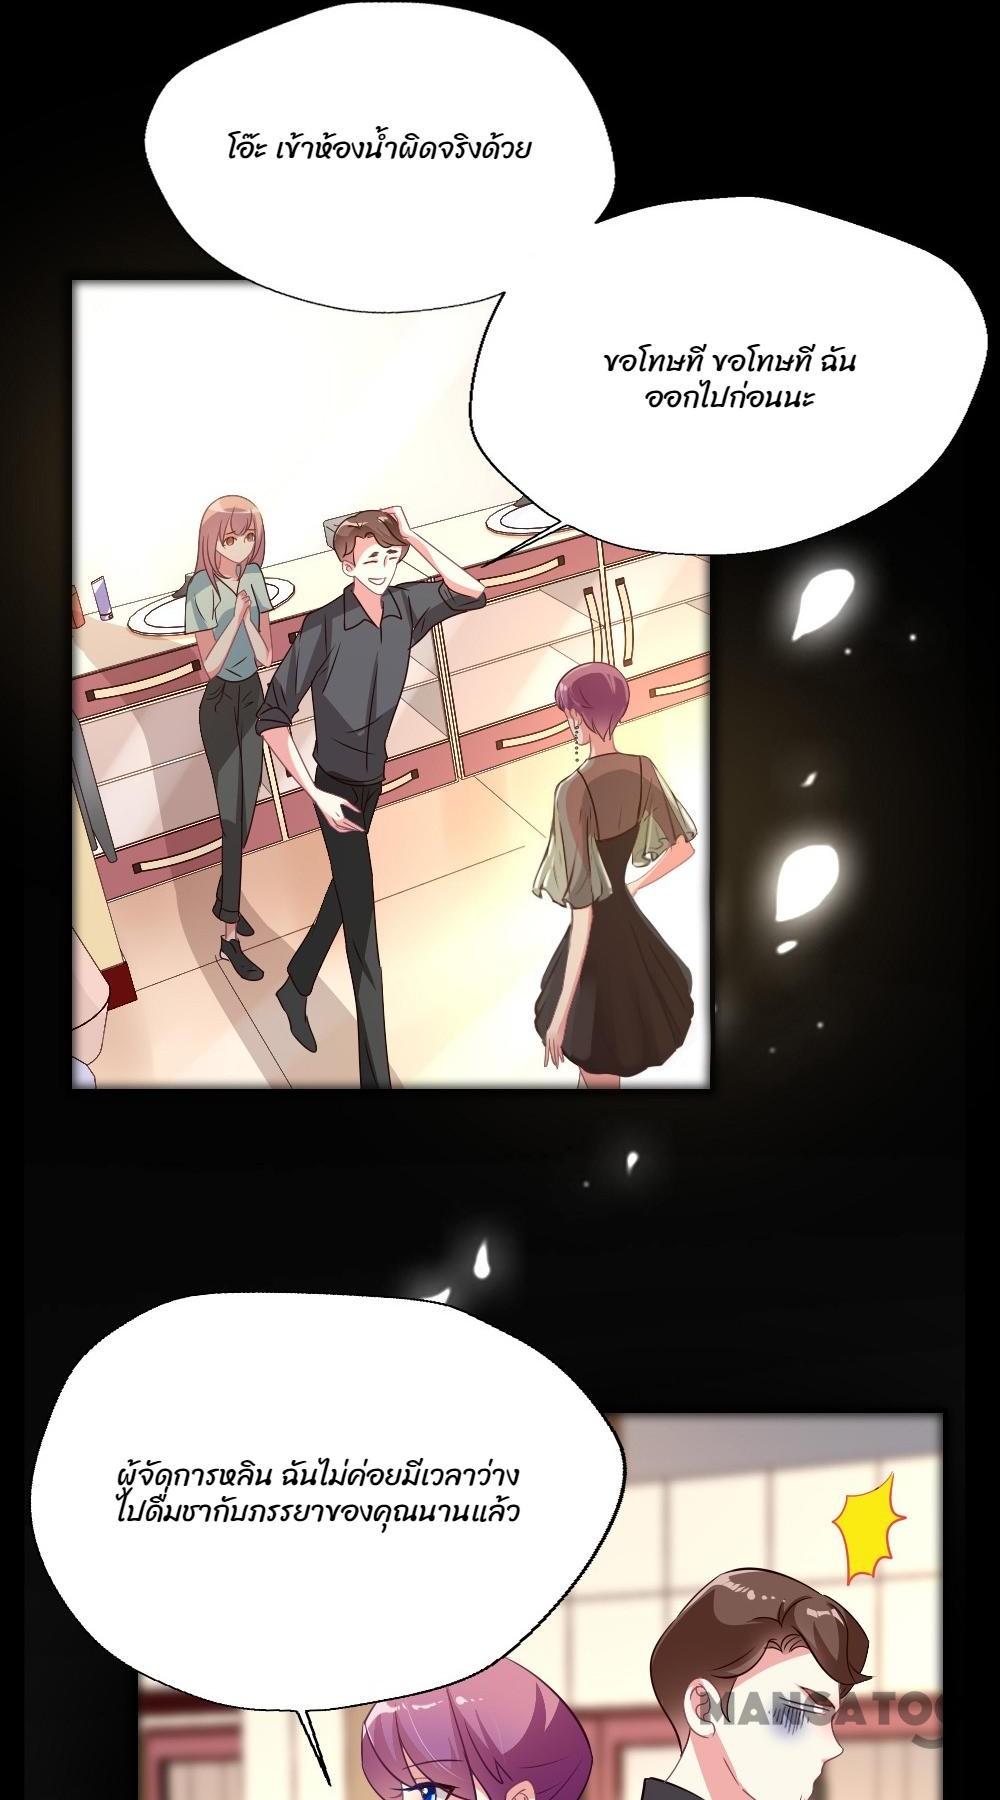 โอ๊ะ เข้าห้องน้ำผิดจริงด้วย
ขอโทษที ขอโทษที ฉัน
ออกไปก่อนนะ
ผู้จัดการหลิน ฉันไม่ค่อยมีเวลาว่าง
ไปดื่มชากับภรรยาของคุณนานแล้ว
MANGATOON